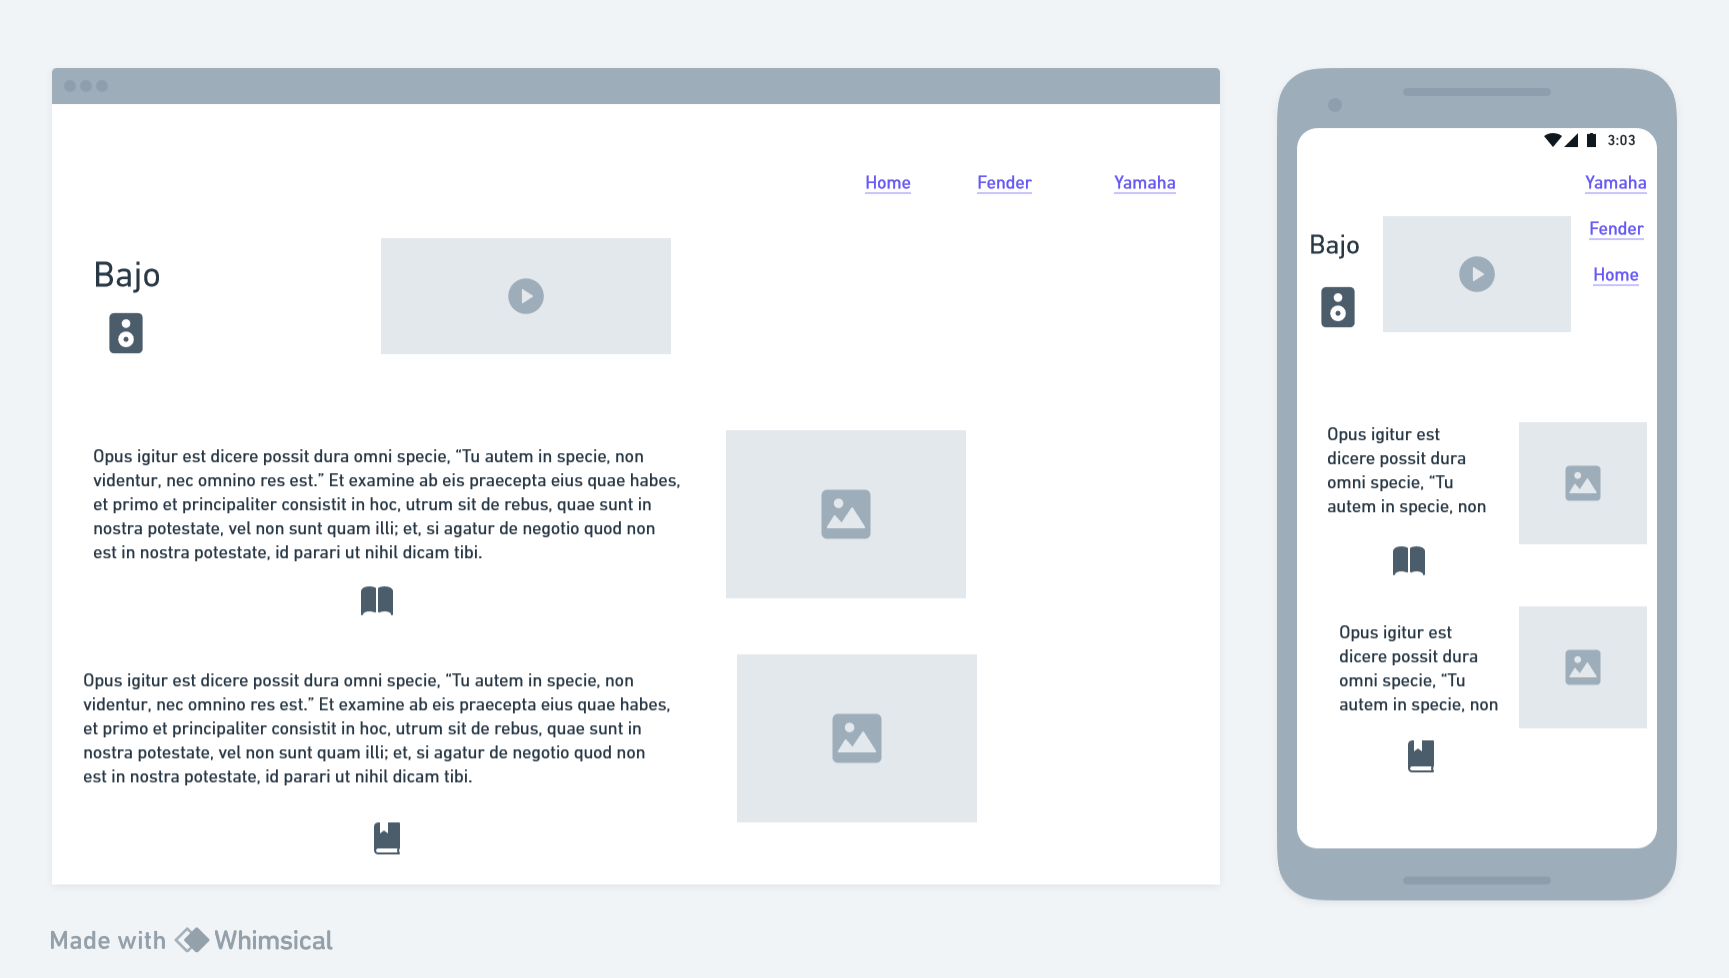 Home Fender Yamaha
Bajo
Opus igitur est dicere possit dura omni specie, “Tu autem in specie, non
videntur, nec omnino res est.” Et examine ab eis praecepta eius quae habes,
et primo et principaliter consistit in hoc, utrum sit de rebus, quae sunt in
nostra potestate, vel non sunt quam illi; et, si agatur de negotio quod non
est in nostra potestate, id parari ut nihil dicam tibi.
Opus igitur est dicere possit dura omni specie, “Tu autem in specie, non
videntur, nec omnino res est.” Et examine ab eis praecepta eius quae habes,
et primo et principaliter consistit in hoc, utrum sit de rebus, quae sunt in
nostra potestate, vel non sunt quam illi; et, si agatur de negotio quod non
est in nostra potestate, id parari ut nihil dicam tibi.
3:03
Yamaha
Fender
Home
Bajo
Opus igitur est
dicere possit dura
omni specie, “Tu
autem in specie, non
Opus igitur est
dicere possit dura
omni specie, “Tu
autem in specie, non
Made with Whimsical